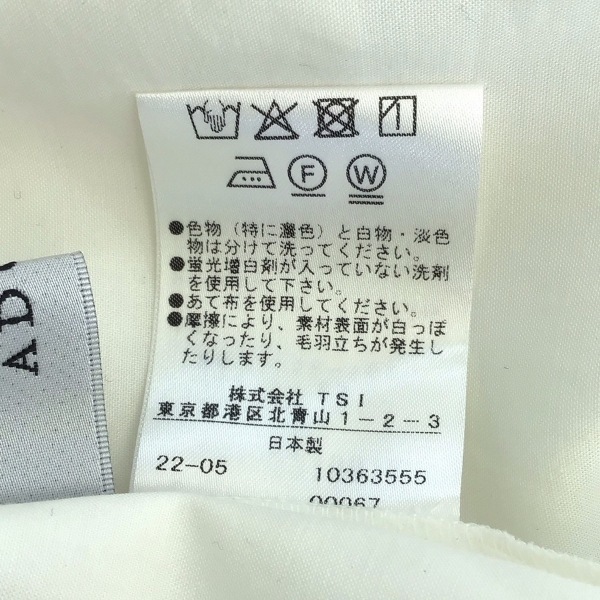 F W
●色物（特に濃色）と白物・淡色
物は分けて洗ってください。
●蛍光増白剤が入っていない洗剤
を使用して下さい。
●あて布を使用してください。
●摩擦により、素材表面が白っぽ
くなったり、毛羽立ちが発生し
たりします。
株式会社 TSI
東京都港区北青山1-2-3
日本製
22-05 10363555
00067
AD